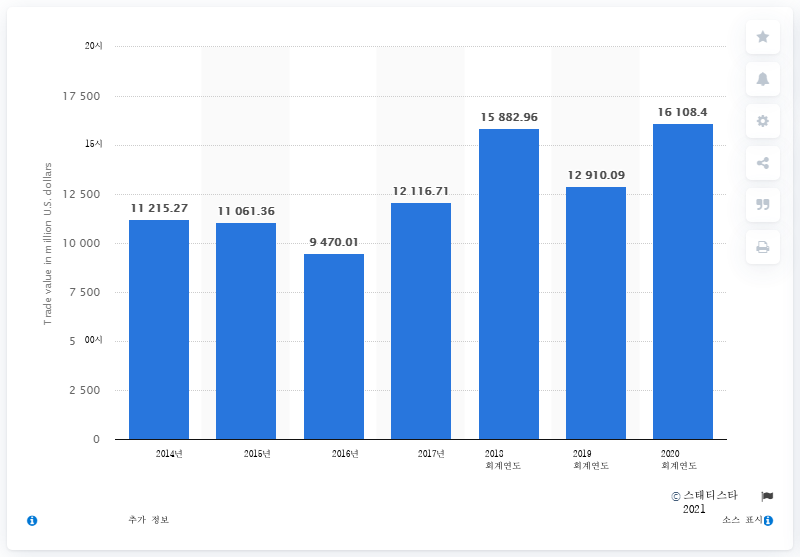 20시
17 500
15시
12 500
10 000
7 500
5 00시
2 500
0
Trade value in million U.S. dollars
11 215.27
11 061.36
9 470.01
12 116.71
15 882.96
12 910.09
16 108.4
2014년
2015년
2016년
2017년
2018
회계연도
2019
회계연도
2020
회계연도
© 스태티스타
2021
추가 정보
소스 표시